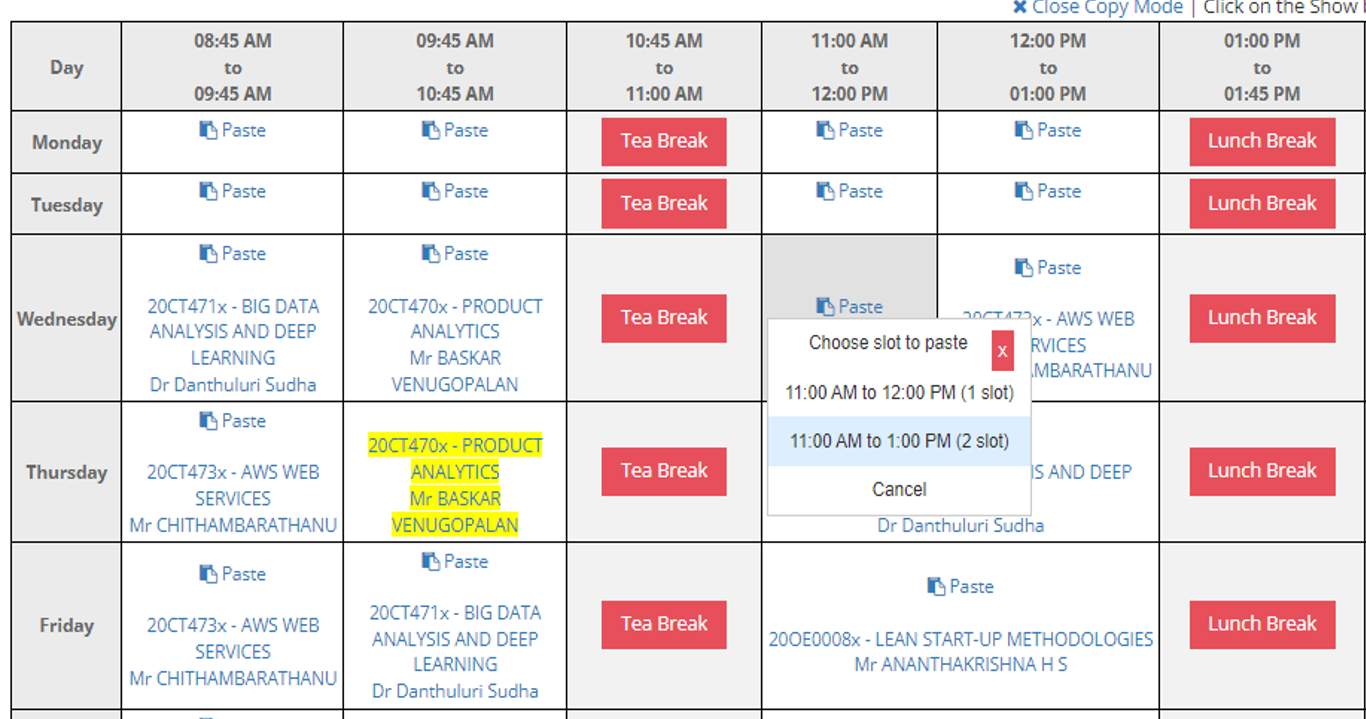 Close Copy Mode | Click on the Show
08:45 AM
to
09:45 AM
09:45 AM
to
10:45 AM
10:45 AM
to
11:00 AM
11:00 AM
to
12:00 PM
12:00 PM
to
01:00 PM
01:00 PM
to
01:45 PM
Day
Monday
Paste
Paste
Tea Break
Paste
Paste
Lunch Break
Tuesday
Paste
Paste
Tea Break
Paste
Paste
Lunch Break
Wednesday
Paste
20CT471x - BIG DATA
ANALYSIS AND DEEP
LEARNING
Dr Danthuluri Sudha
Paste
20CT470x - PRODUCT
ANALYTICS
Mr BASKAR
VENUGOPALAN
Tea Break
Paste
Choose slot to paste
x
11:00 AM to 12:00 PM (1 slot)
11:00 AM to 1:00 PM (2 slot)
Cancel
Paste
- AWS WEB
Lunch Break
Thursday
Paste
20CT473x - AWS WEB
SERVICES
Mr CHITHAMBARATHANU
20CT470x - PRODUCT
ANALYTICS
Mr BASKAR
VENUGOPALAN
Tea Break
AND DEEP
Dr Danthuluri Sudha
Lunch Break
Friday
Paste
20CT473x - AWS WEB
SERVICES
Mr CHITHAMBARATHANU
Paste
20CT471x - BIG DATA
ANALYSIS AND DEEP
LEARNING
Dr Danthuluri Sudha
Tea Break
Paste
20OE0008x - LEAN START-UP METHODOLOGIES
Mr ANANTHAKRISHNA H S
Lunch Break